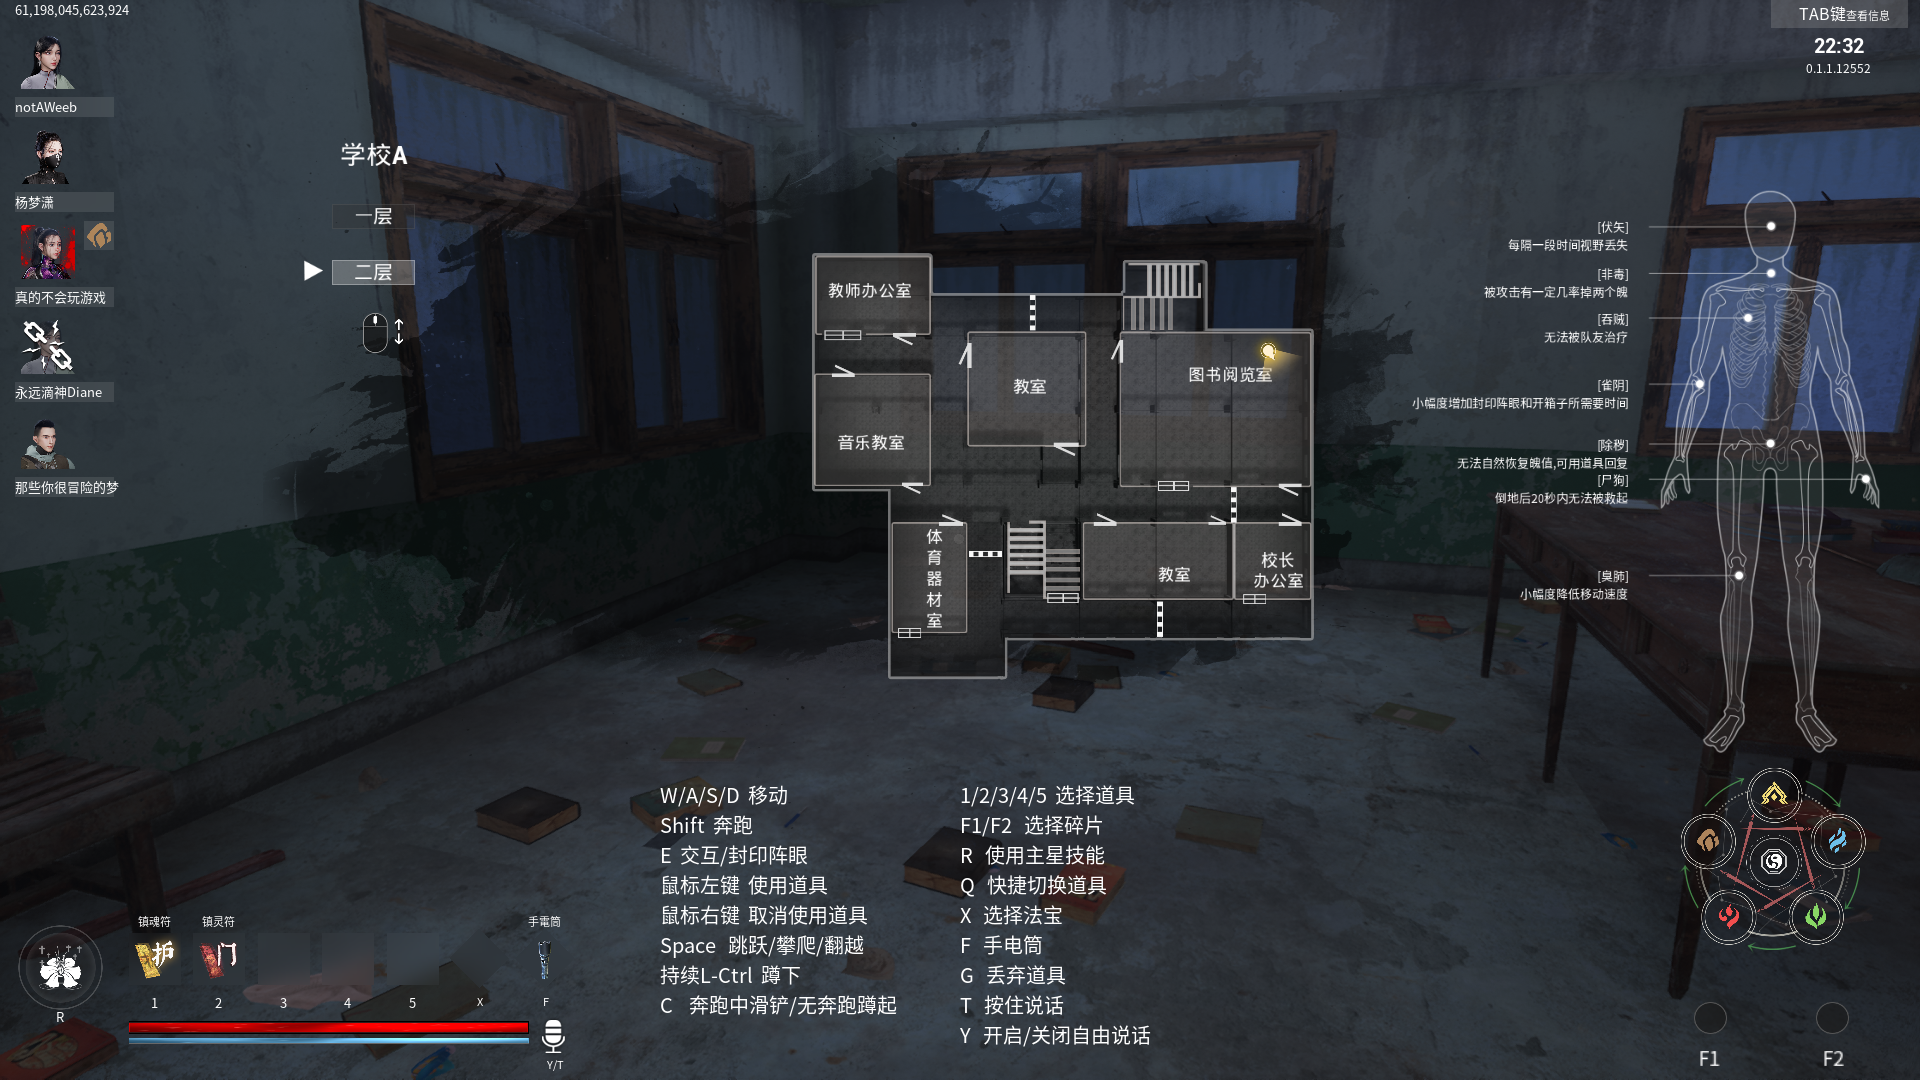 61,198,045,623,924
notAWeeb
杨梦潇
真的不会玩游戏
永远滴神Diane
那些你很冒险的梦
学校A
一层
二层
教师办公室
教室
图书阅览室
音乐教室
体育器材室
教室
校长
办公室
TAB键查看信息
22:32
0.1.1.12552
[伏矢]
每隔一段时间视野丢失
[非毒]
被攻击有一定几率掉两个魄
[吞贼]
无法被队友治疗
[雀阴]
小幅度增加封印阵眼和开箱子所需要时间
[除秽]
无法自然恢复魄值,可用道具回复
[尸狗]
倒地后20秒内无法被救起
[臭肺]
小幅度降低移动速度
W/A/S/D 移动
Shift 奔跑
E 交互/封印阵眼
鼠标左键 使用道具
鼠标右键 取消使用道具
Space 跳跃/攀爬/翻越
持续L-Ctrl 蹲下
C 奔跑中滑铲/无奔跑蹲起
1/2/3/4/5 选择道具
F1/F2 选择碎片
R 使用主星技能
Q 快捷切换道具
X 选择法宝
F 手电筒
G 丢弃道具
T 按住说话
Y 开启/关闭自由说话
镇魂符
镇灵符
手電筒
护
门
1
2
3
4
5
X
F
R
Y/T
F1
F2